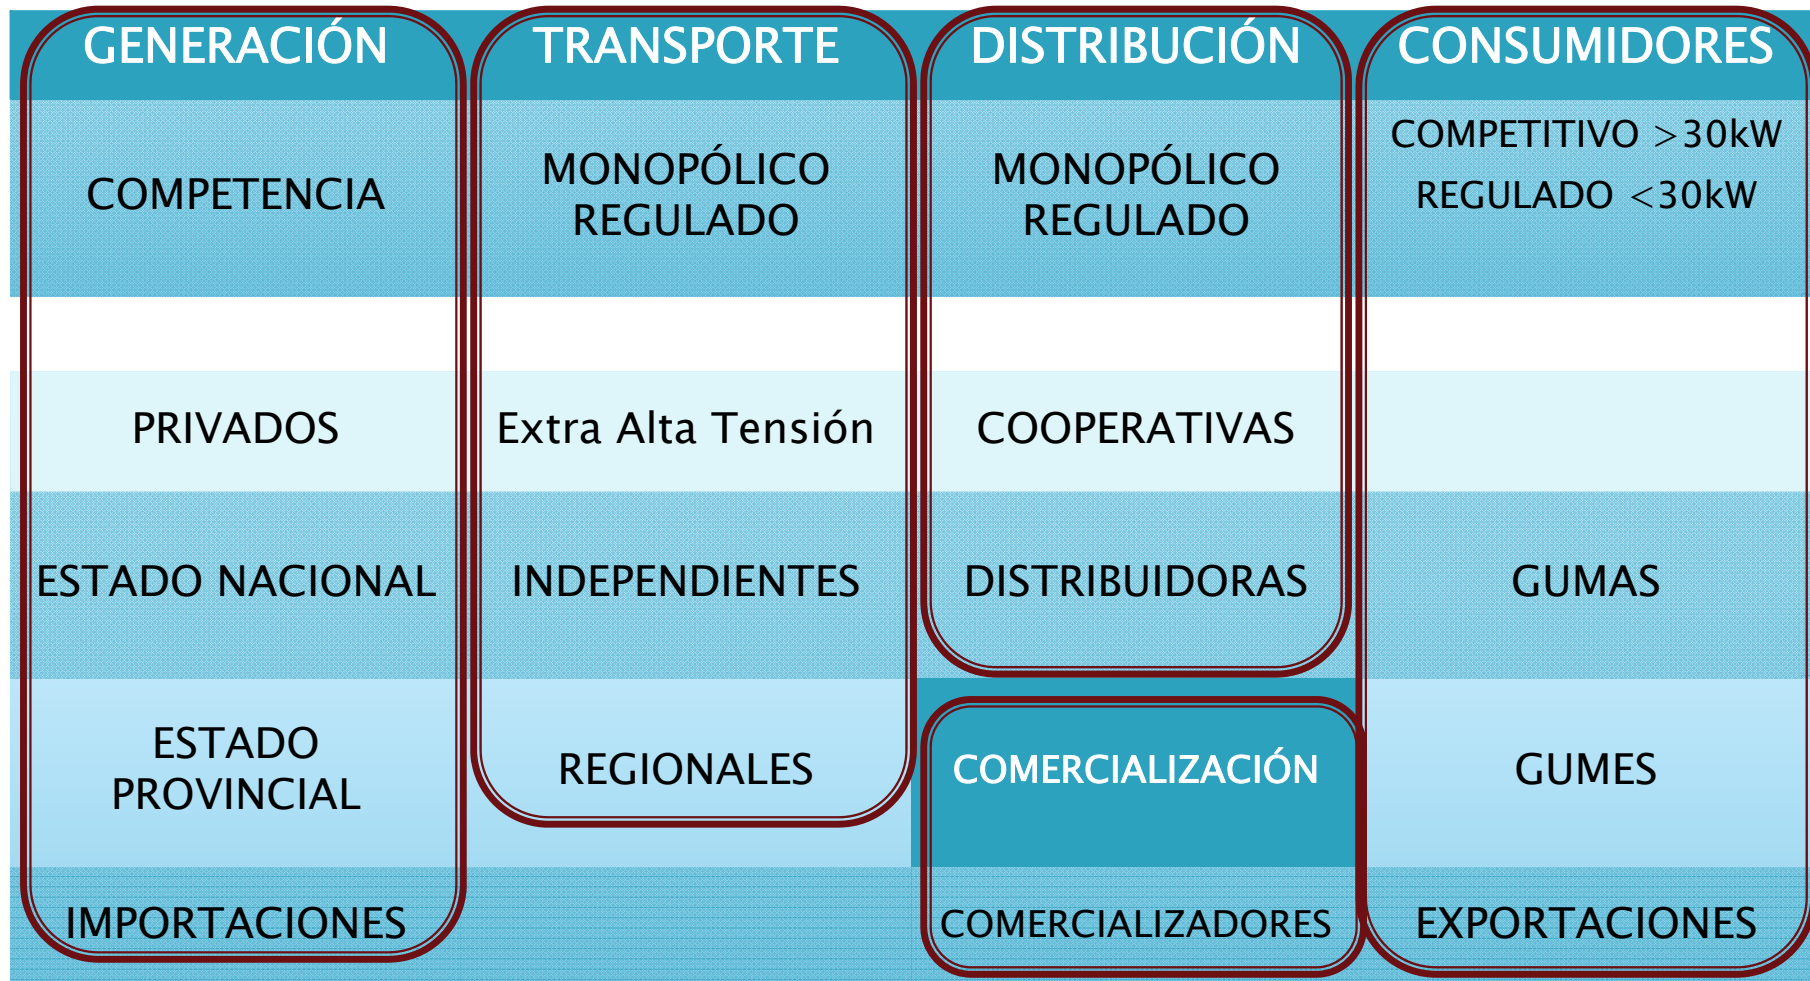 GENERACIÓN
TRANSPORTE
DISTRIBUCIÓN
CONSUMIDORES
COMPETENCIA
MONOPÓLICO
REGULADO
MONOPÓLICO
REGULADO
COMPETITIVO >30kW
REGULADO <30kW
PRIVADOS
Extra Alta Tensión
COOPERATIVAS
ESTADO NACIONAL
INDEPENDIENTES
DISTRIBUIDORAS
GUMAS
ESTADO
PROVINCIAL
REGIONALES
COMERCIALIZACIÓN
GUMES
IMPORTACIONES
COMERCIALIZADORES
EXPORTACIONES